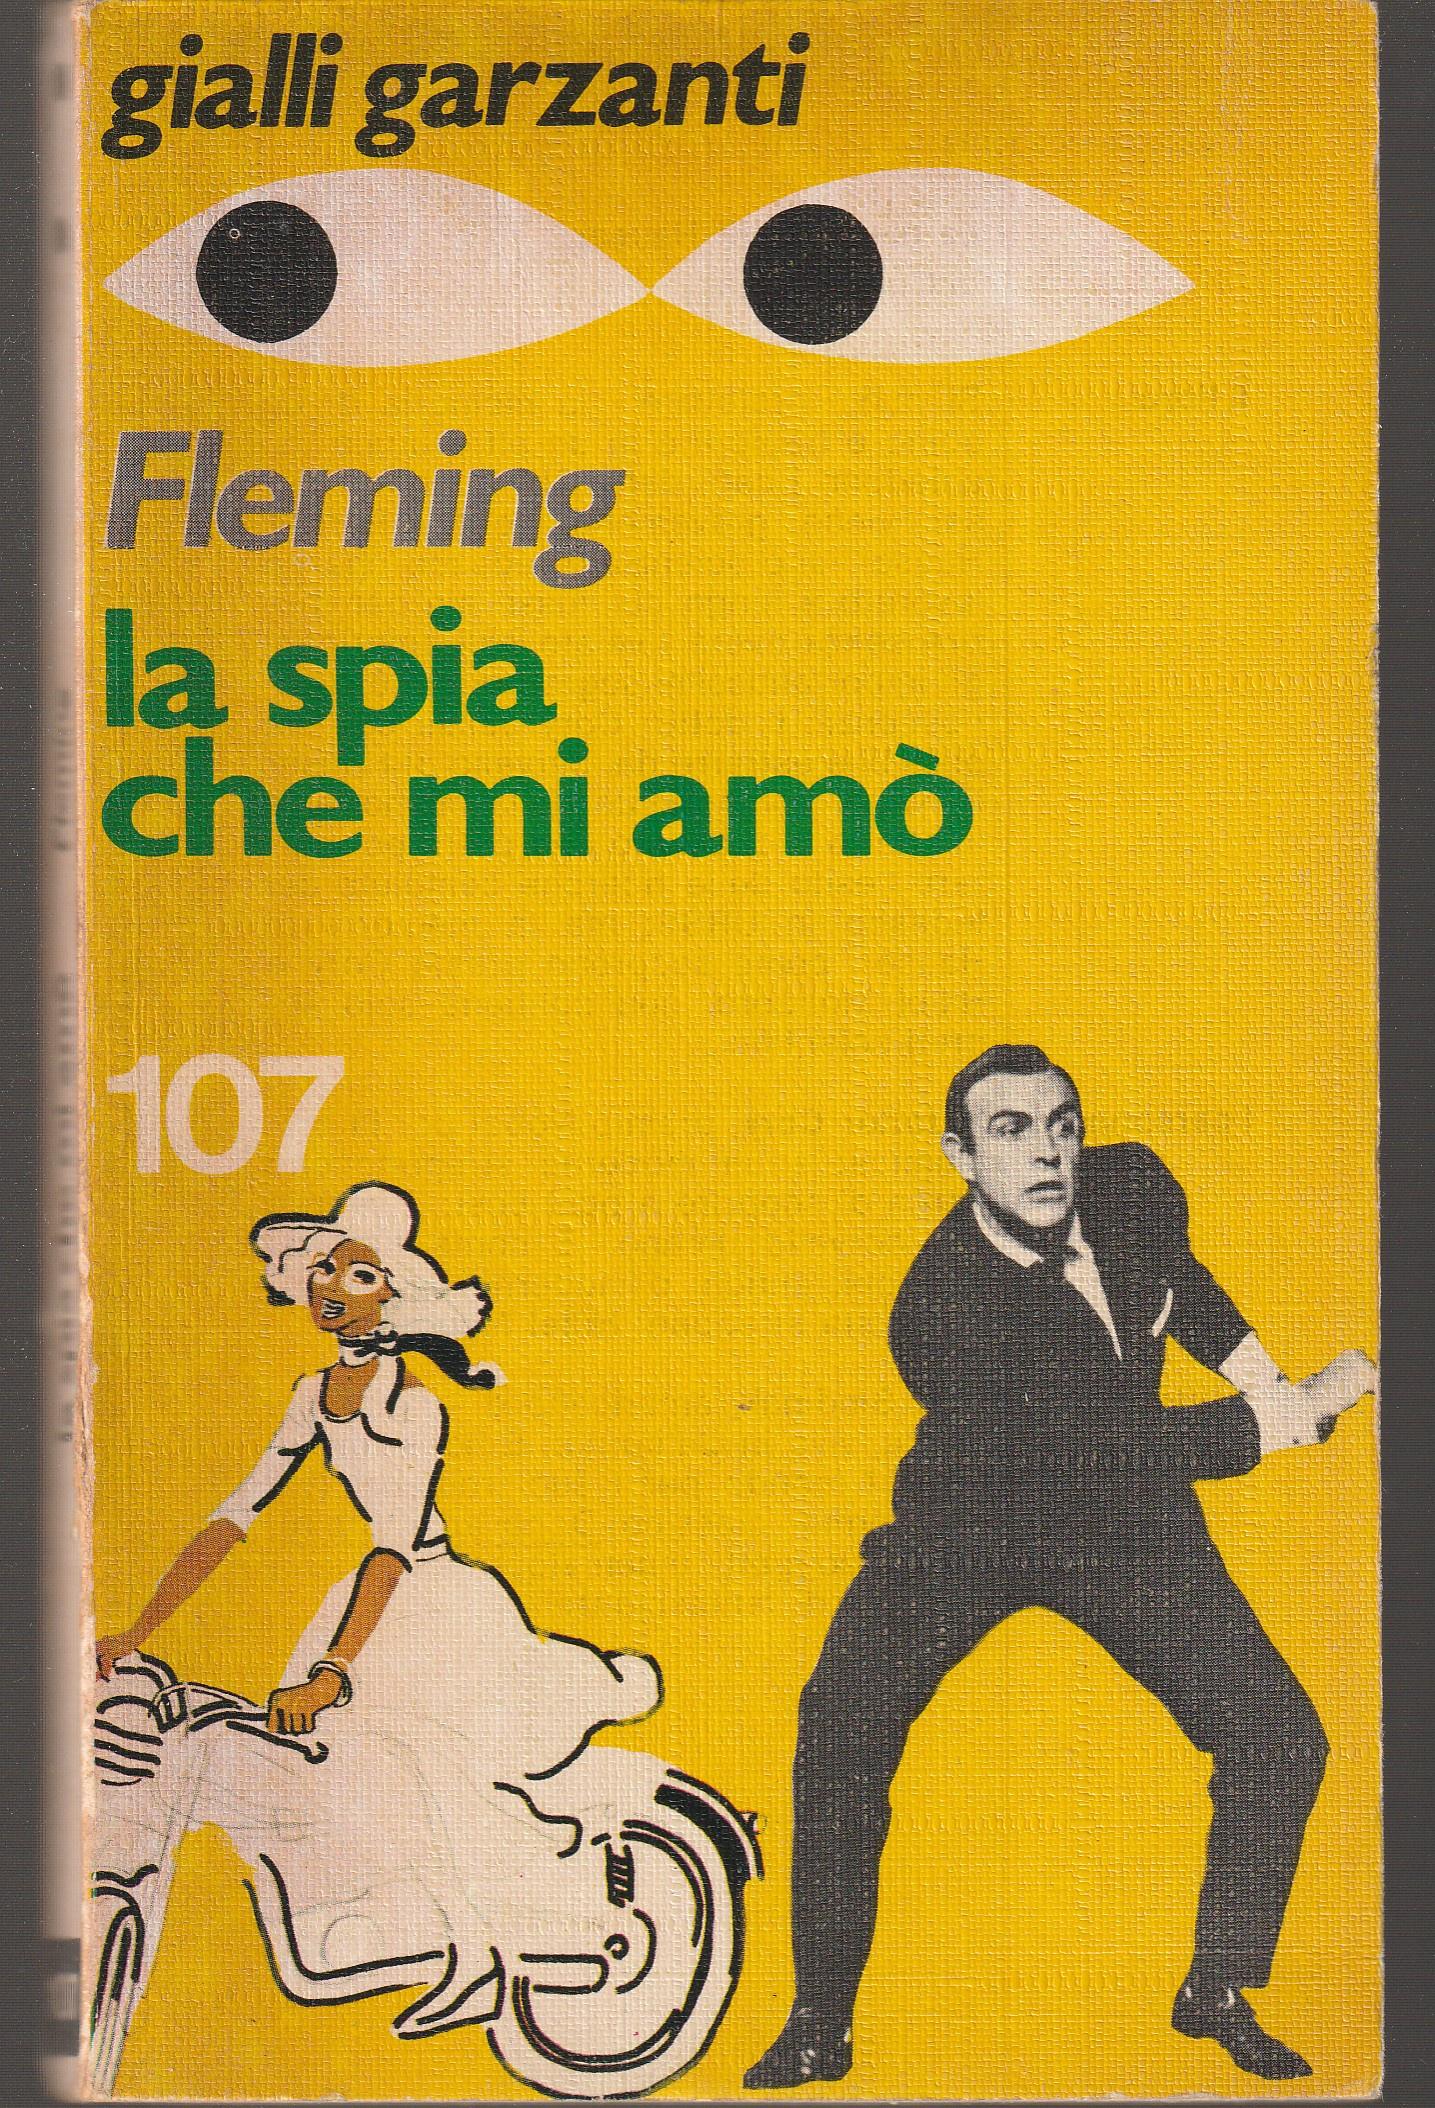 gialli garzanti
Fleming
la spia
che mi amò
107